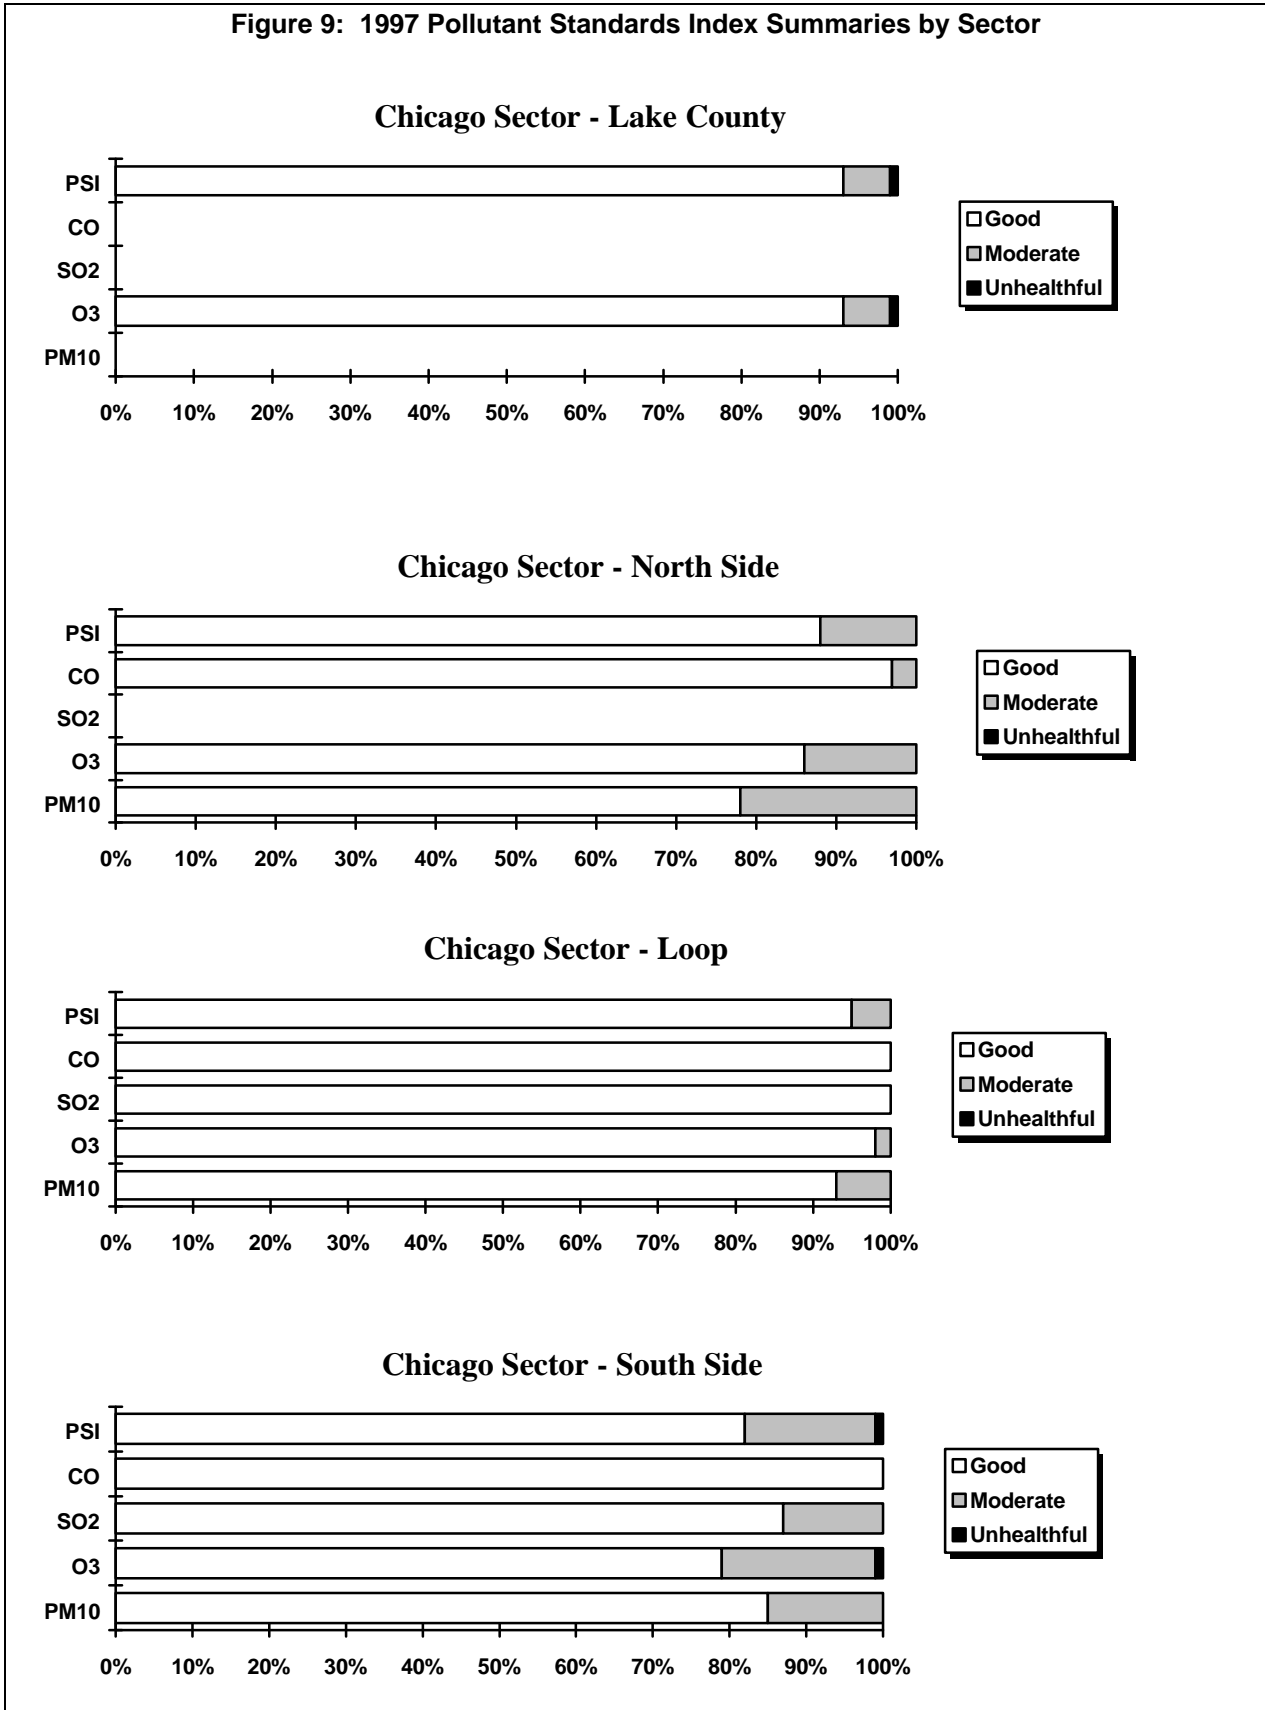 Figure 9: 1997 Pollutant Standards Index Summaries by Sector
Chicago Sector - Lake County
PSI
CO
SO2
O3
PM10
0% 10% 20% 30% 40% 50% 60% 70% 80% 90% 100%
Good
Moderate
Unhealthful
Chicago Sector - North Side
PSI
CO
SO2
O3
PM10
0% 10% 20% 30% 40% 50% 60% 70% 80% 90% 100%
Good
Moderate
Unhealthful
Chicago Sector - Loop
PSI
CO
SO2
O3
PM10
0% 10% 20% 30% 40% 50% 60% 70% 80% 90% 100%
Good
Moderate
Unhealthful
Chicago Sector - South Side
PSI
CO
SO2
O3
PM10
0% 10% 20% 30% 40% 50% 60% 70% 80% 90% 100%
Good
Moderate
Unhealthful